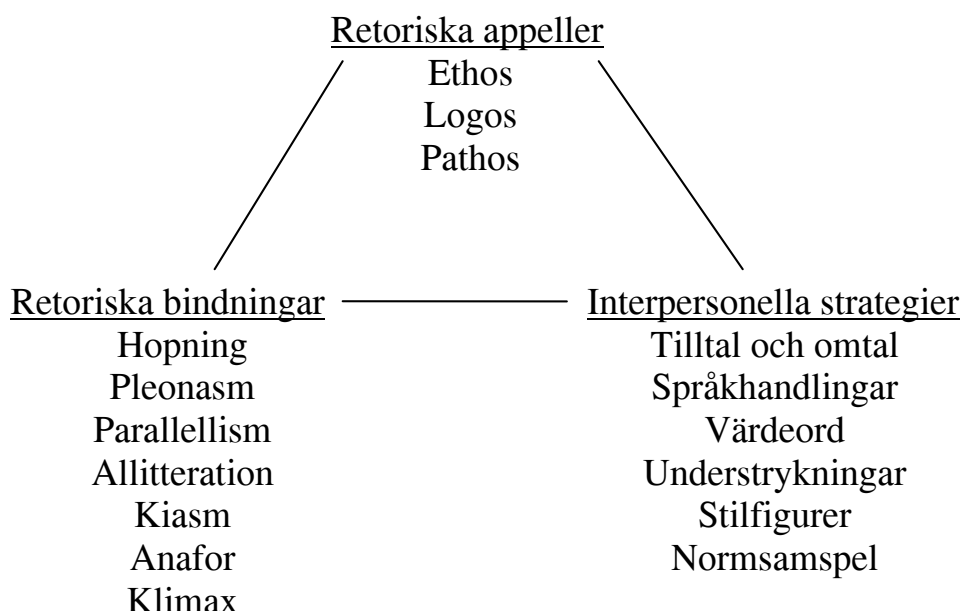 Retoriska appeller
Ethos
Logos
Pathos
Retoriska bindningar
Hopning
Pleonasm
Parallellism
Allitteration
Kiasm
Anafor
Klimax
Interpersonella strategier
Tilltal och omtal
Språkhandlingar
Värdeord
Understrykningar
Stilfigurer
Normsamspel